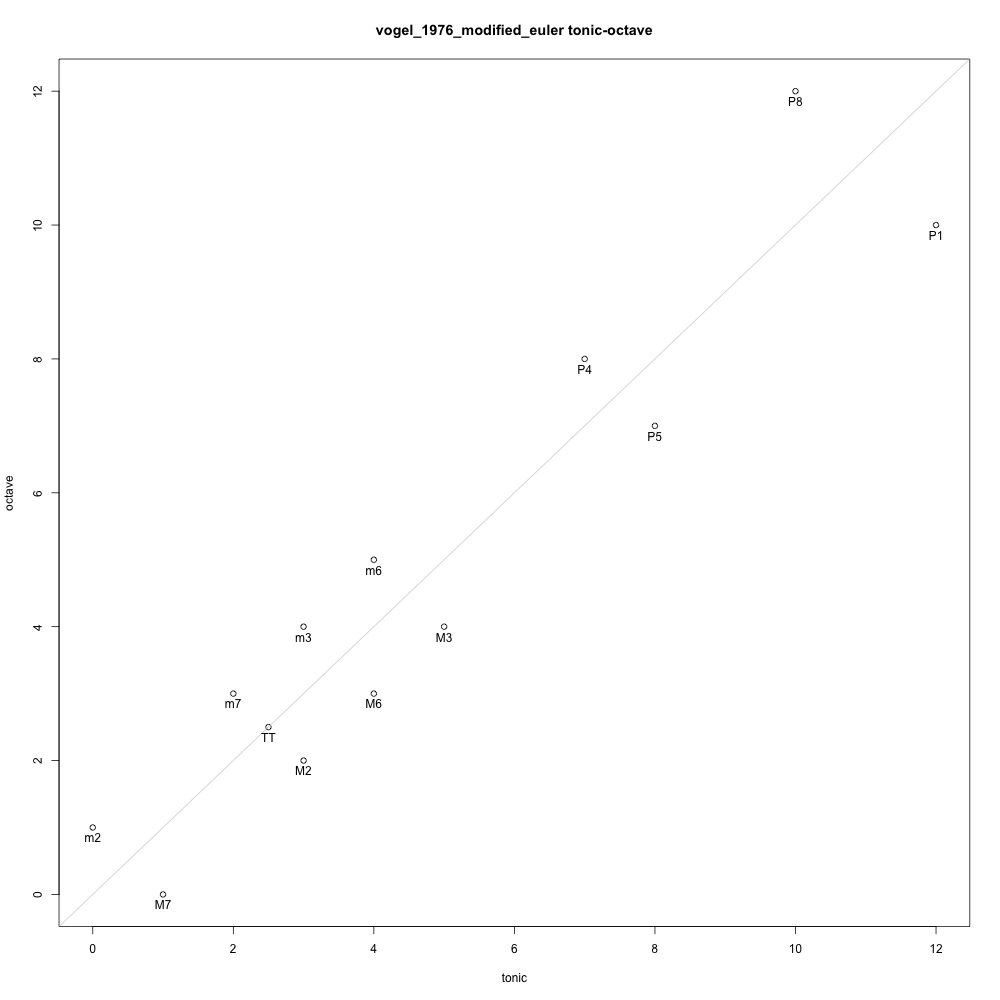 vogel_1976_modified_euler tonic-octave
12
P8
10
P1
8
P4
P5
octave
6
m6
4
m3
M3
m7
M6
TT
2
M2
m2
0
M7
0 2 4 6 8 10 12
tonic